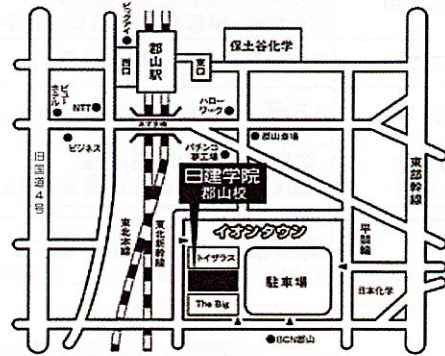 ビッグアイ
郡山駅
西口
東口
保土谷化学
ビューホテル
NTT
ハローワーク
ビジネス
パチンコ
夢工場
郡山斎場
旧国道4号
東部幹線
日建学院
郡山校
イオンタウン
東北本線
東北新幹線
平田線
トイザラス
駐車場
日本化学
The Big
BCN郡山